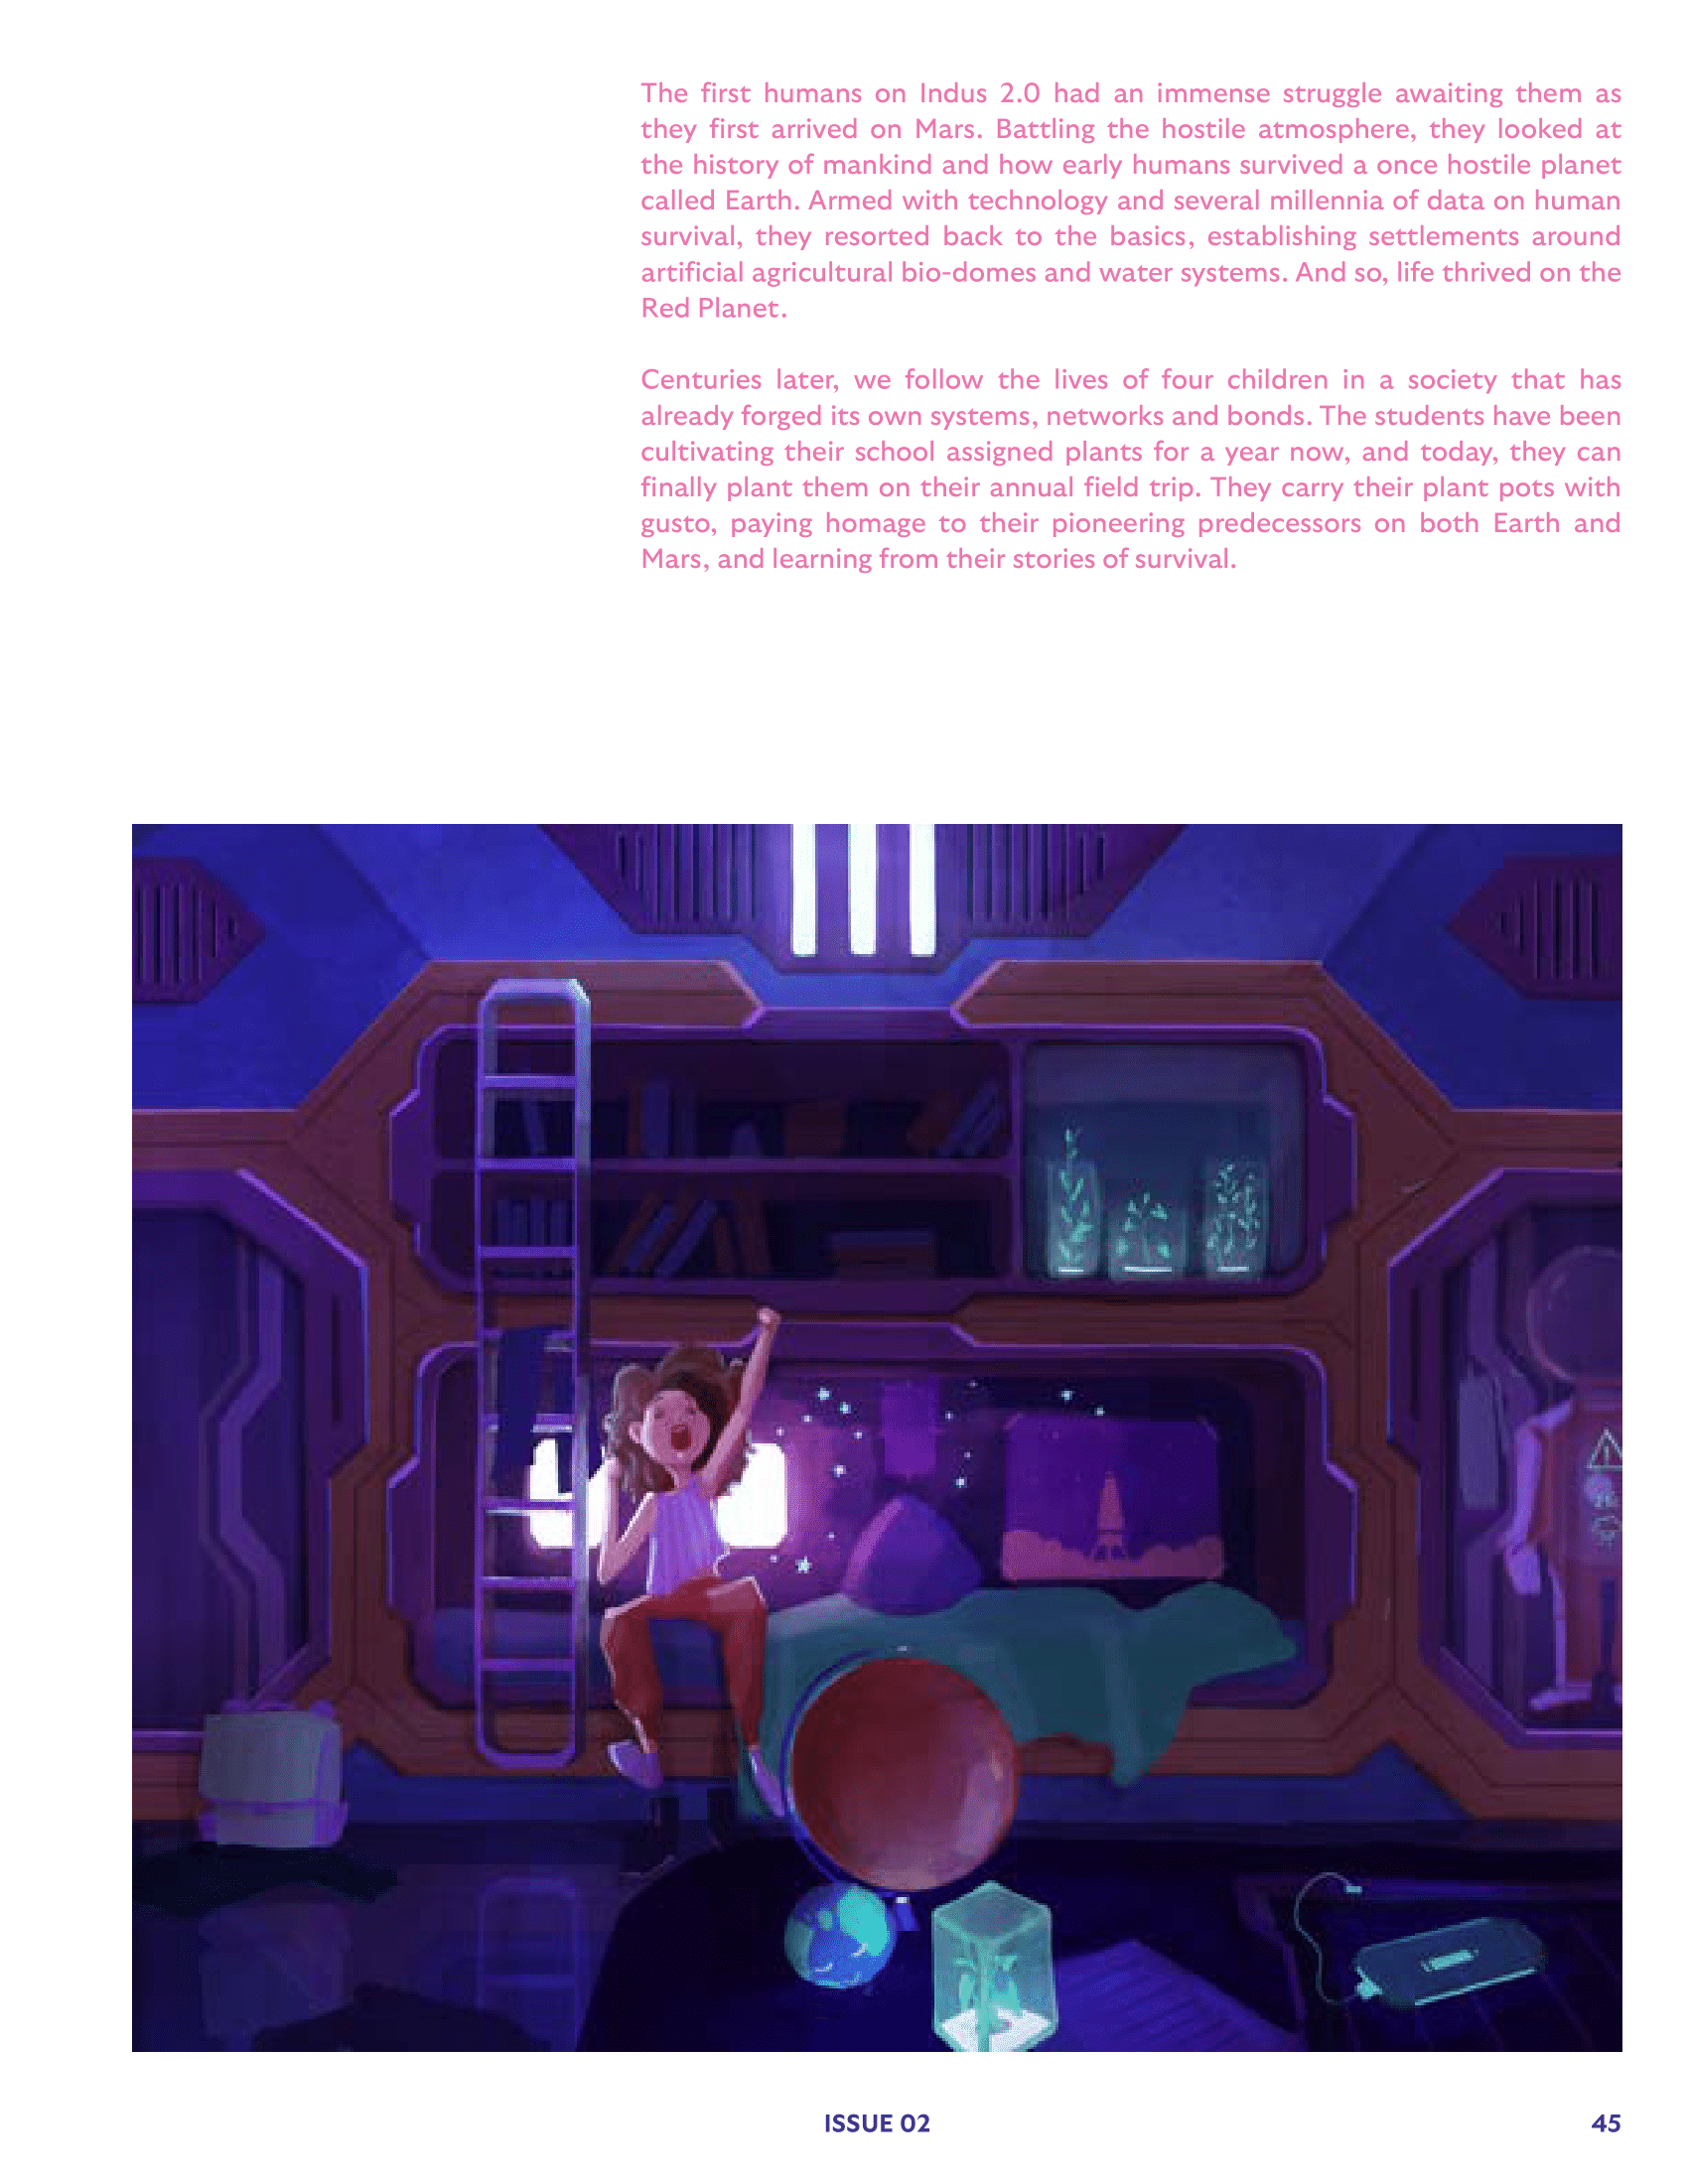 The first humans on Indus 2.0 had an immense struggle awaiting them as
they first arrived on Mars. Battling the hostile atmosphere, they looked at
the history of mankind and how early humans survived a once hostile planet
called Earth. Armed with technology and several millennia of data on human
survival, they resorted back to the basics, establishing settlements around
artificial agricultural bio-domes and water systems. And so, life thrived on the
Red Planet.
Centuries later, we follow the lives of four children in a society that has
already forged its own systems, networks and bonds. The students have been
cultivating their school assigned plants for a year now, and today, they can
finally plant them on their annual field trip. They carry their plant pots with
gusto, paying homage to their pioneering predecessors on both Earth and
Mars, and learning from their stories of survival.
ISSUE 02
45